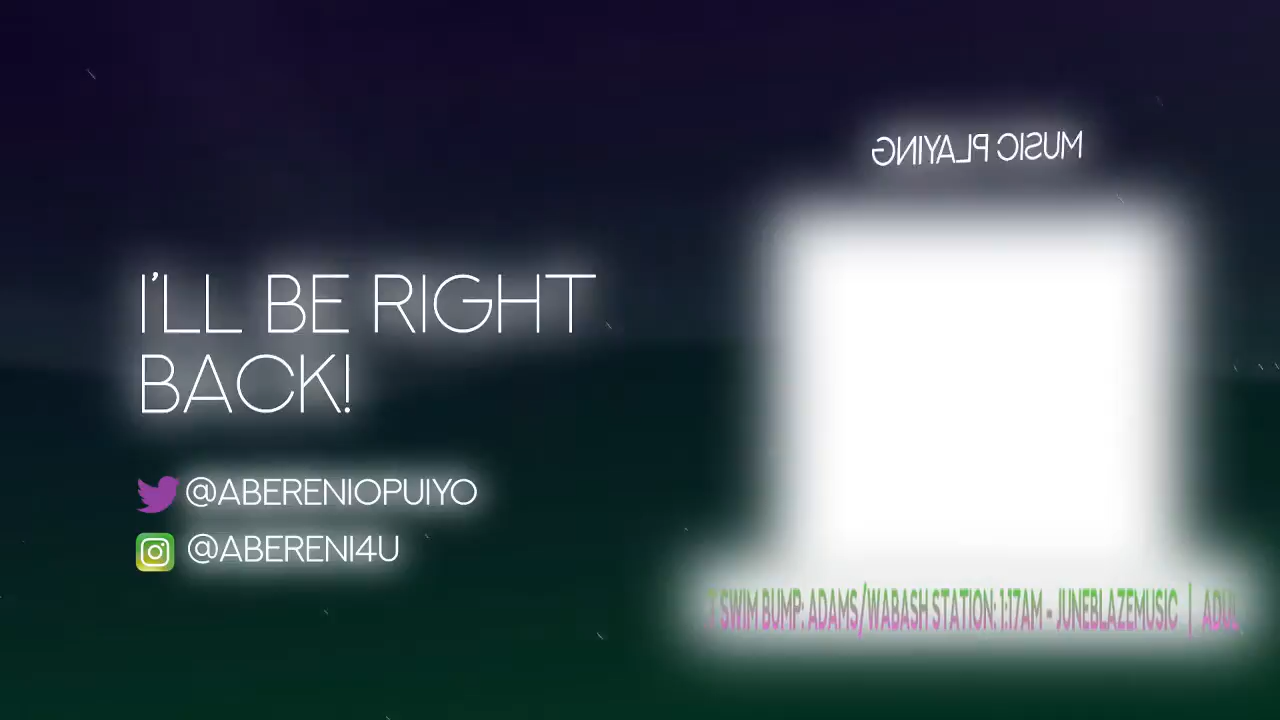 MUSIC PLAYING
I'LL BE RIGHT
BACK!
@ABERENIOPUIYO
@ABERENI4U
SWIM BUMP: ADAMS/WABASH STATION: 1:17AM - JUNEBLAZEMUSIC |